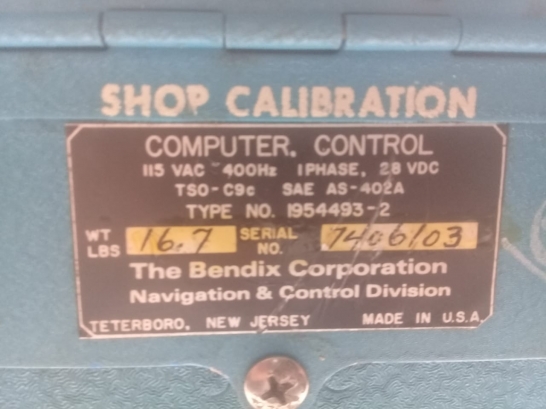 SHOP CALIBRATION
COMPUTER, CONTROL
115 VAC 400Hz 1PHASE, 28 VDC
TSO-C9c SAE AS-402A
TYPE NO. 1954493-2
WT LBS 16.7 SERIAL NO. 7406103
The Bendix Corporation
Navigation & Control Division
TETERBORO, NEW JERSEY MADE IN U.S.A.